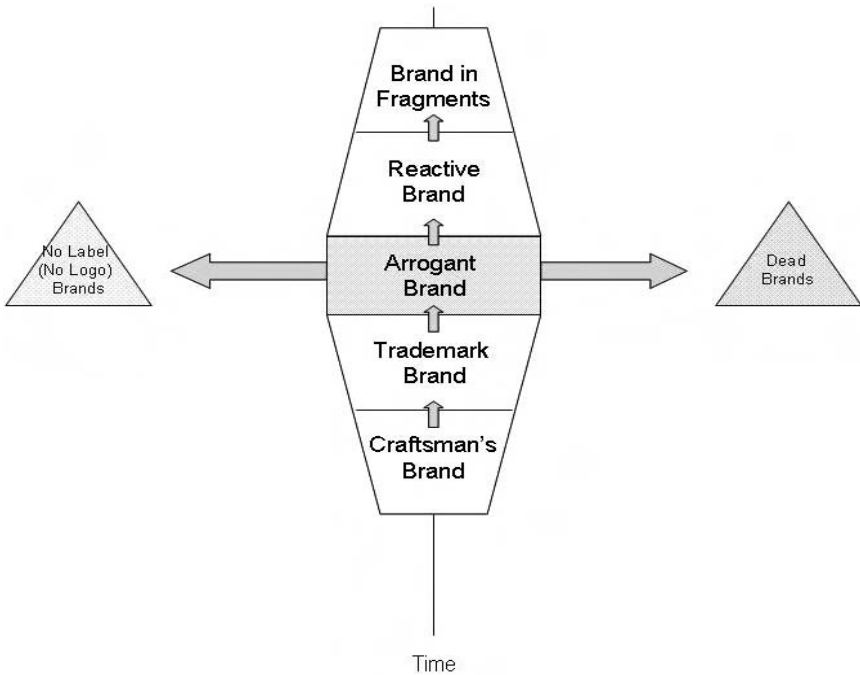 Brand in
Fragments
Reactive
Brand
No Label
(No Logo)
Brands
Arrogant
Brand
Dead
Brands
Trademark
Brand
Craftsman's
Brand
Time